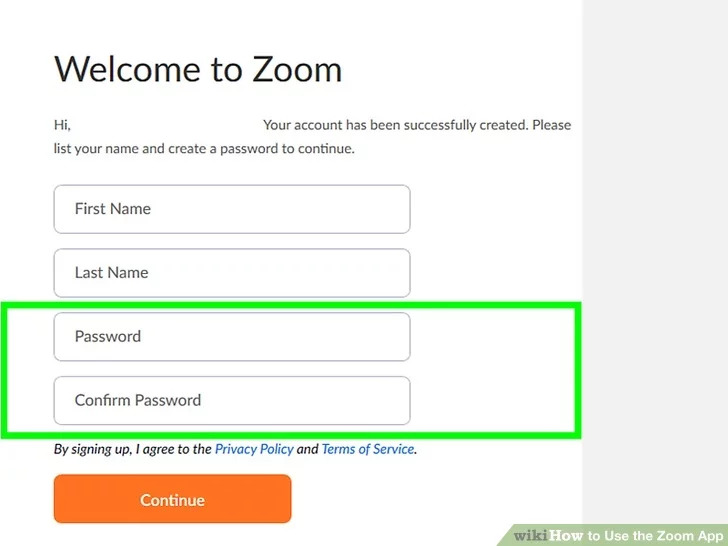 Welcome to Zoom
Hi, Your account has been successfully created. Please
list your name and create a password to continue.
First Name
Last Name
Password
Confirm Password
By signing up, I agree to the Privacy Policy and Terms of Service.
Continue
wikiHow to Use the Zoom App